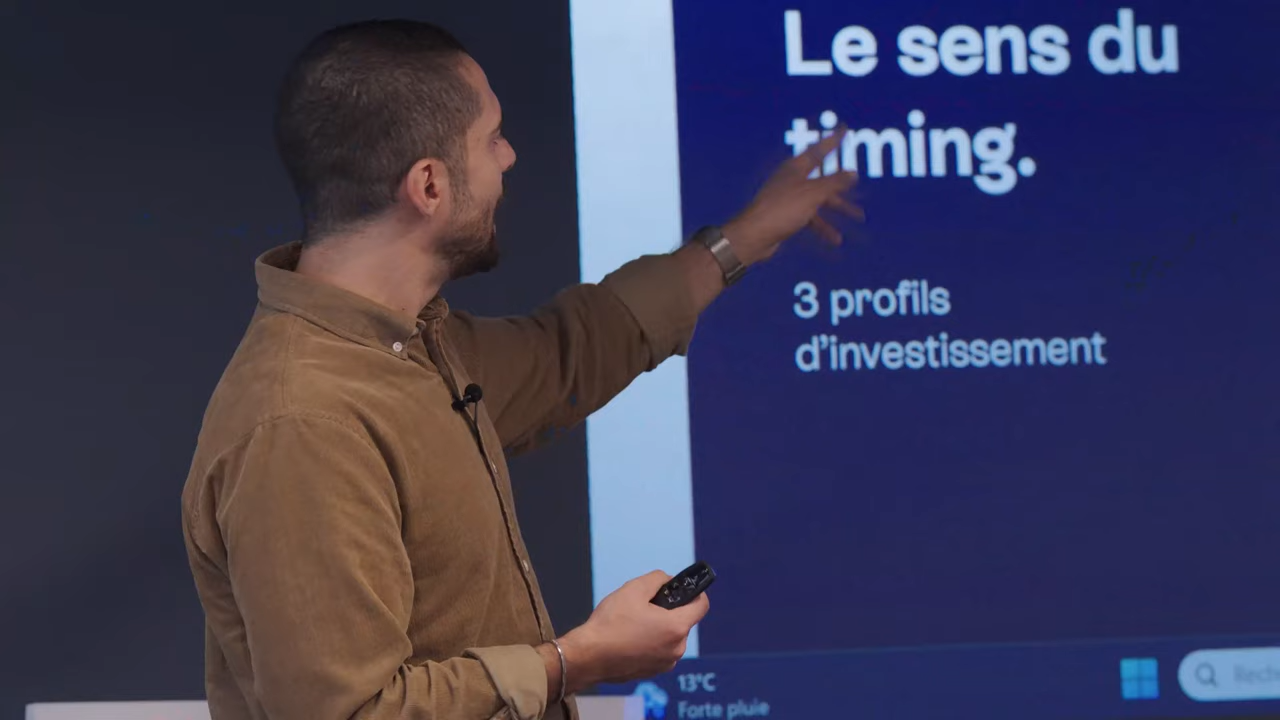 Le sens du
timing.
3 profils
d'investissement
13°C
Forte pluie